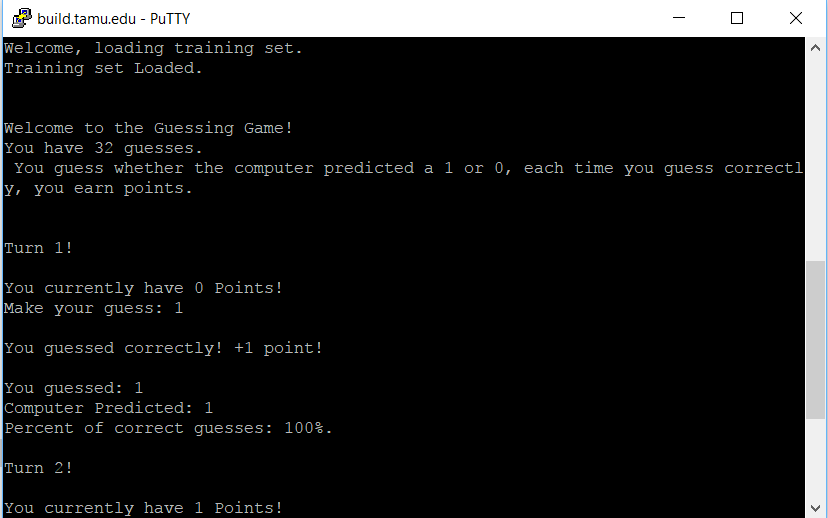 build.tamu.edu - PuTTY
Welcome, loading training set.
Training set Loaded.
Welcome to the Guessing Game!
You have 32 guesses.
You guess whether the computer predicted a 1 or 0, each time you guess correctl
y, you earn points.
Turn 1!
You currently have 0 Points!
Make your guess: 1
You guessed correctly! +1 point!
You guessed: 1
Computer Predicted: 1
Percent of correct guesses: 100%.
Turn 2!
You currently have 1 Points!